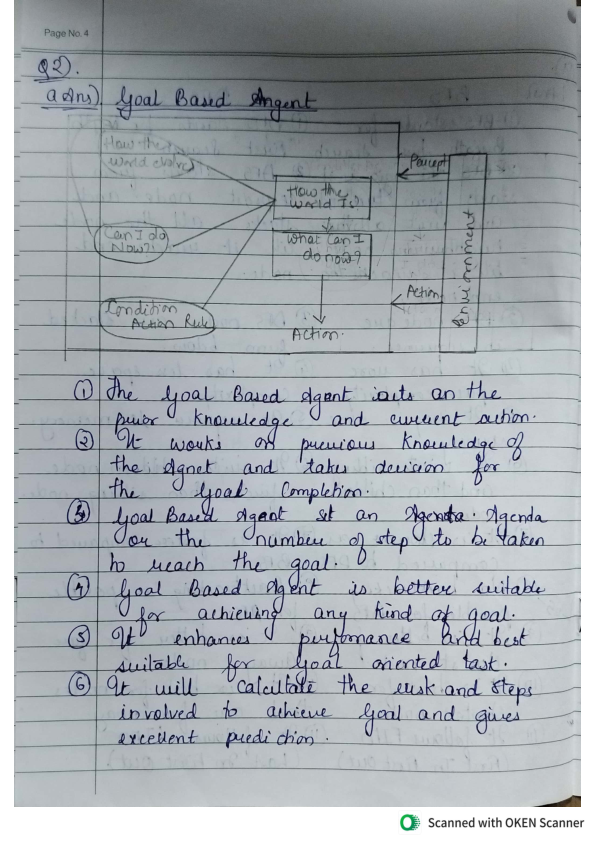 Page No. 4
Q2).
a Ans) Goal Based Angent
How the
World
Can I do
Now?!
Condition
Action Rule
How the
World Is?
What Can I
do now?
Action.
Percept
Action
Environment
① The Goal Based Agent an the
prior knowledge and current action.
② It works on previous knowledge of
the Agnet and takes decision for
the Goal Completion.
③ Goal Based Agent set an Agenda. Agenda
or the number of step to be taken
to reach the goal.
④ Goal Based Agent is better suitable
for achieving any kind of goal.
⑤ It enhances perfomance and best
suitable for Goal oriented task.
⑥ It will calculate the risk and steps
involved to achieve Goal and gives
excellent prediction.
Scanned with OKEN Scanner